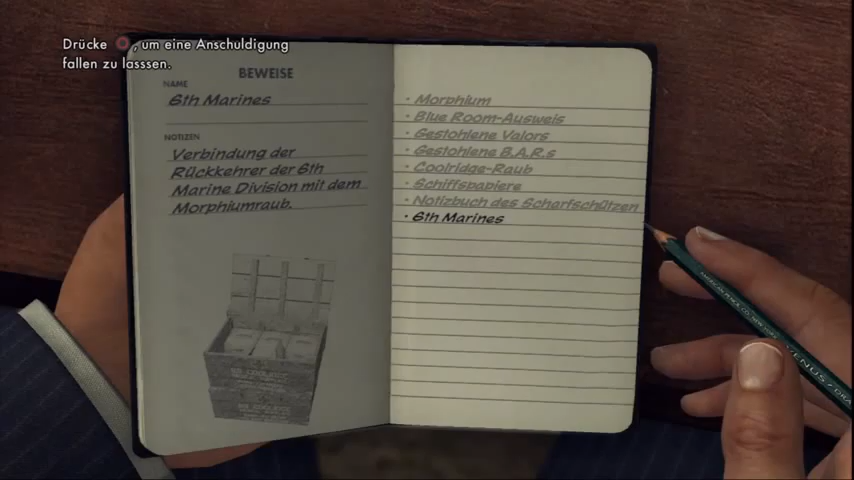 Drücke , um eine Anschuldigung
fallen zu lasssen.
BEWEISE
NAME
6th Marines
NOTIZEN
Verbindung der
Rückkehrer der 6th
Marine Division mit dem
Morphiumraub.
• Morphium
• Blue Room-Ausweis
• Gestohlene Valors
• Gestohlene B.A.R.s
• Coolridge-Raub
• Schiffspapiere
• Notizbuch des Scharfschützen
• 6th Marines
VENUS